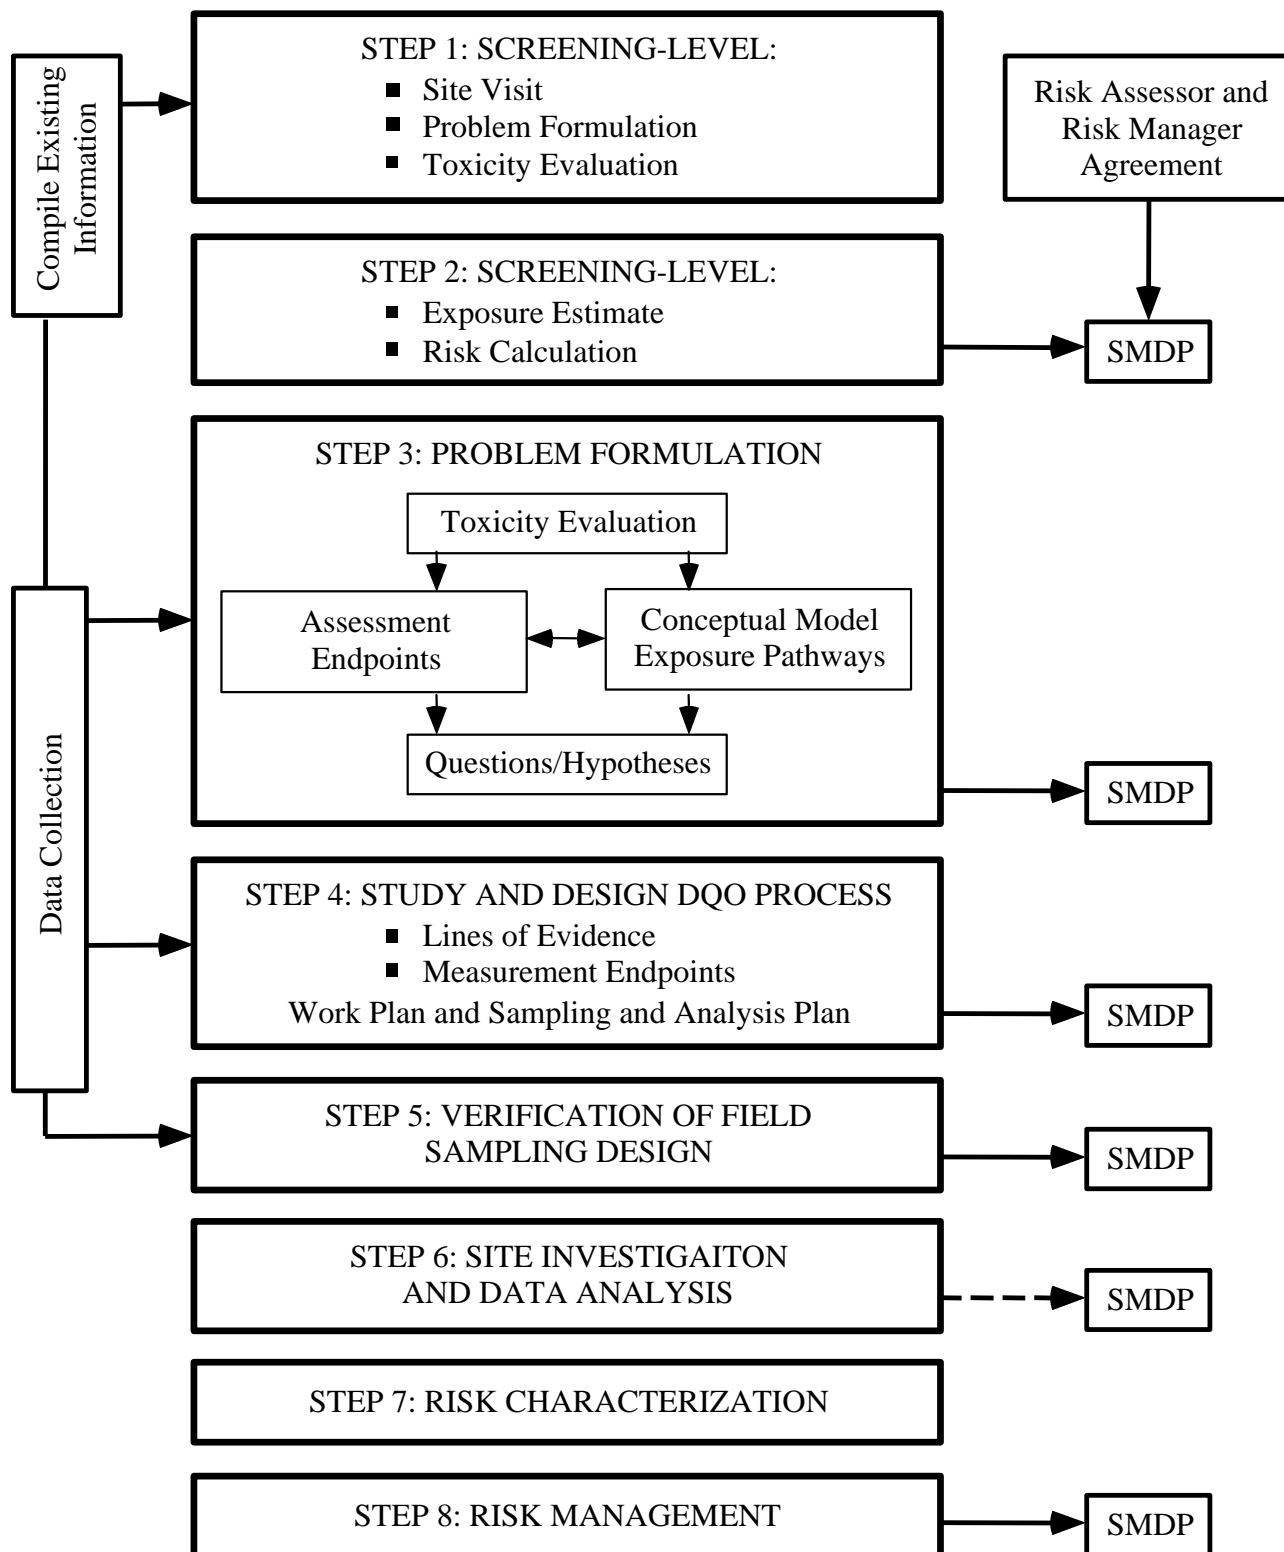 Compile Existing
Information
STEP 1: SCREENING-LEVEL:
■ Site Visit
■ Problem Formulation
■ Toxicity Evaluation
Risk Assessor and
Risk Manager
Agreement
STEP 2: SCREENING-LEVEL:
■ Exposure Estimate
■ Risk Calculation
SMDP
STEP 3: PROBLEM FORMULATION
Toxicity Evaluation
Assessment
Endpoints
Conceptual Model
Exposure Pathways
Questions/Hypotheses
SMDP
Data Collection
STEP 4: STUDY AND DESIGN DQO PROCESS
■ Lines of Evidence
■ Measurement Endpoints
Work Plan and Sampling and Analysis Plan
SMDP
STEP 5: VERIFICATION OF FIELD
SAMPLING DESIGN
SMDP
STEP 6: SITE INVESTIGAITON
AND DATA ANALYSIS
SMDP
STEP 7: RISK CHARACTERIZATION
STEP 8: RISK MANAGEMENT
SMDP